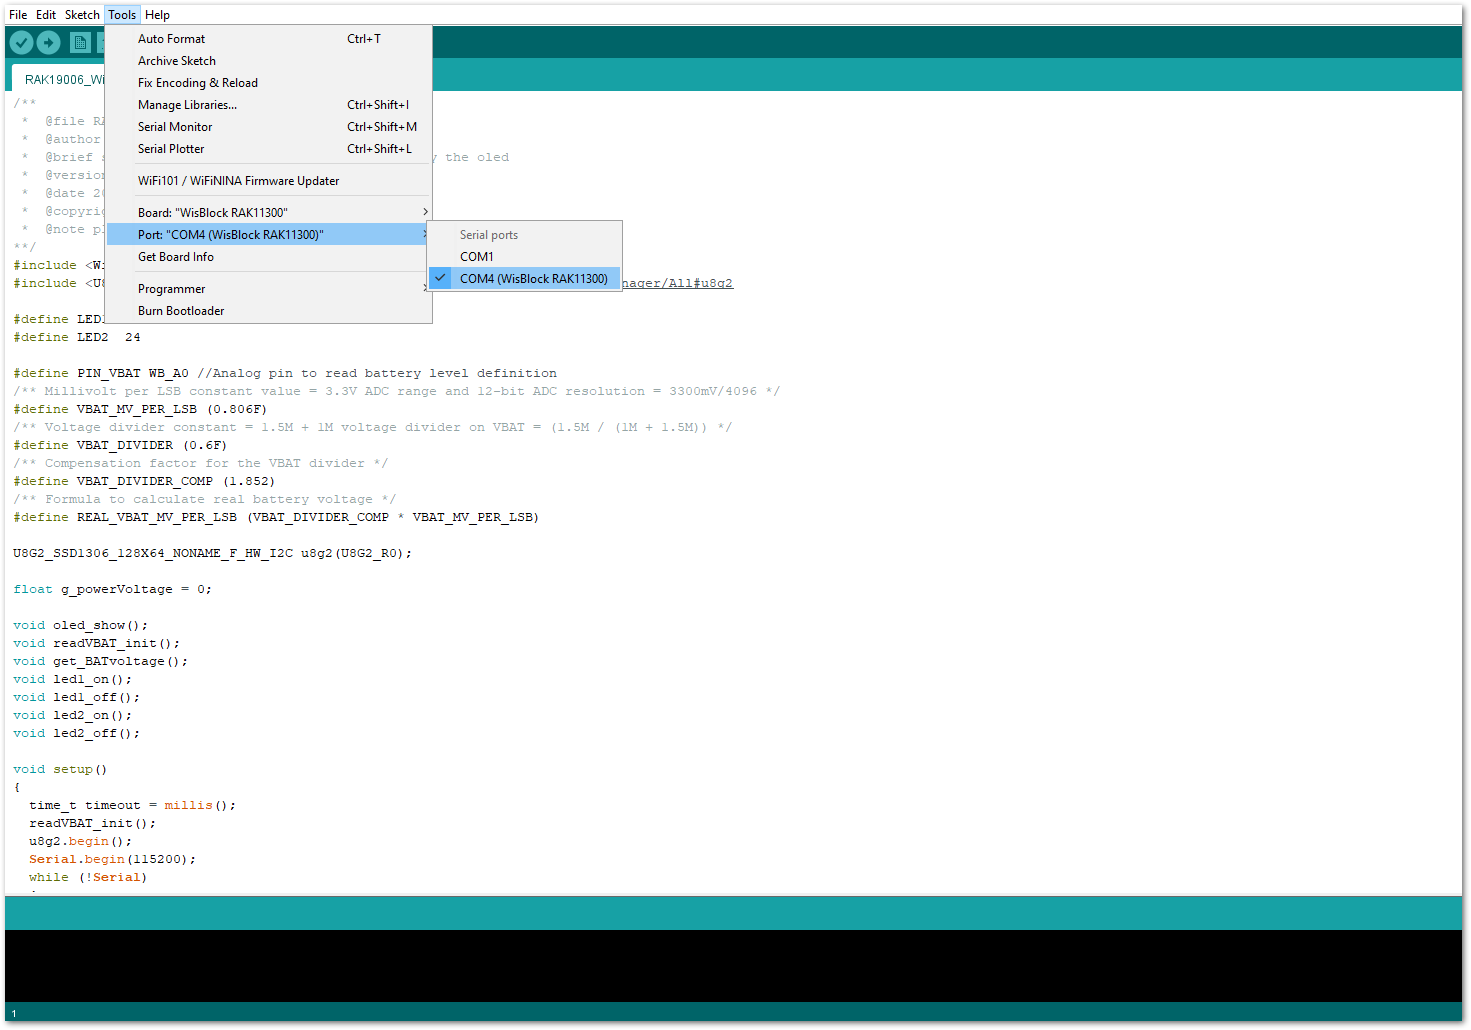 File Edit Sketch Tools Help
Auto Format Ctrl+T
Archive Sketch
Fix Encoding & Reload
Manage Libraries... Ctrl+Shift+I
Serial Monitor Ctrl+Shift+M
Serial Plotter Ctrl+Shift+L
WiFi101 / WiFiNINA Firmware Updater
Board: "WisBlock RAK11300"
Port: "COM4 (WisBlock RAK11300)"
Get Board Info
Programmer
Burn Bootloader
Serial ports
COM1
COM4 (WisBlock RAK11300)
RAK19006_Wi
/**
* @file RA
* @author
* @brief s y the oled
* @version
* @date 20
* @copyrig
* @note pl
**/
#include <Wi
#include <U8 nager/All#u8g2
#define LED1
#define LED2 24
#define PIN_VBAT WB_A0 //Analog pin to read battery level definition
/** Millivolt per LSB constant value = 3.3V ADC range and 12-bit ADC resolution = 3300mV/4096 */
#define VBAT_MV_PER_LSB (0.806F)
/** Voltage divider constant = 1.5M + 1M voltage divider on VBAT = (1.5M / (1M + 1.5M)) */
#define VBAT_DIVIDER (0.6F)
/** Compensation factor for the VBAT divider */
#define VBAT_DIVIDER_COMP (1.852)
/** Formula to calculate real battery voltage */
#define REAL_VBAT_MV_PER_LSB (VBAT_DIVIDER_COMP * VBAT_MV_PER_LSB)
U8G2_SSD1306_128X64_NONAME_F_HW_I2C u8g2(U8G2_R0);
float g_powerVoltage = 0;
void oled_show();
void readVBAT_init();
void get_BATvoltage();
void led1_on();
void led1_off();
void led2_on();
void led2_off();
void setup()
{
time_t timeout = millis();
readVBAT_init();
u8g2.begin();
Serial.begin(115200);
while (!Serial)
1